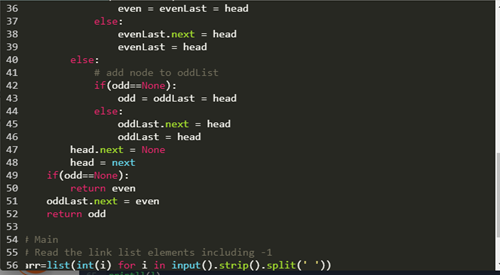 36 even = evenLast = head
37 else:
38 evenLast.next = head
39 evenLast = head
40 else:
41 # add node to oddList
42 if(odd==None):
43 odd = oddLast = head
44 else:
45 oddLast.next = head
46 oddLast = head
47 head.next = None
48 head = next
49 if(odd==None):
50 return even
51 oddLast.next = even
52 return odd
53
54 # Main
55 # Read the link list elements including -1
56 arr=list(int(i) for i in input().strip().split(' '))